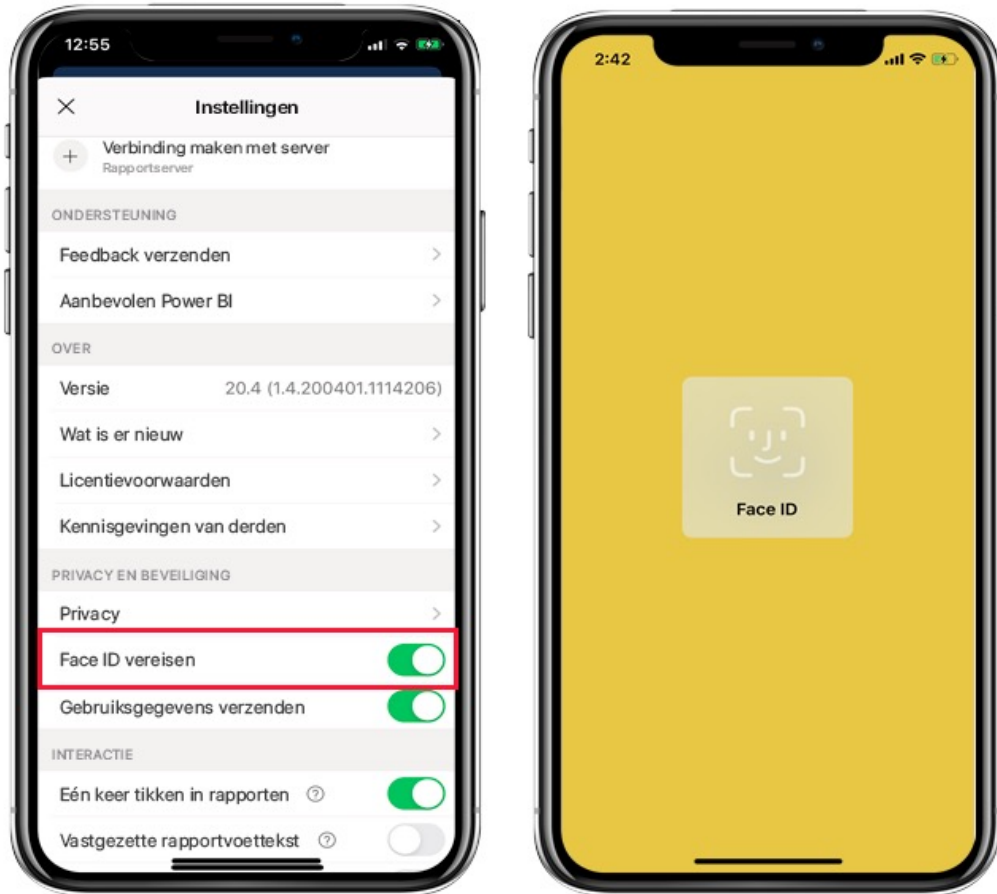 12:55
Instellingen
Verbinding maken met server
Rapportserver
ONDERSTEUNING
Feedback verzenden
Aanbevolen Power BI
OVER
Versie 20.4 (1.4.200401.1114206)
Wat is er nieuw
Licentievoorwaarden
Kennisgevingen van derden
PRIVACY EN BEVEILIGING
Privacy
Face ID vereisen
Gebruiksgegevens verzenden
INTERACTIE
Eén keer tikken in rapporten ?
Vastgezette rapportvoettekst ?
2:42
Face ID